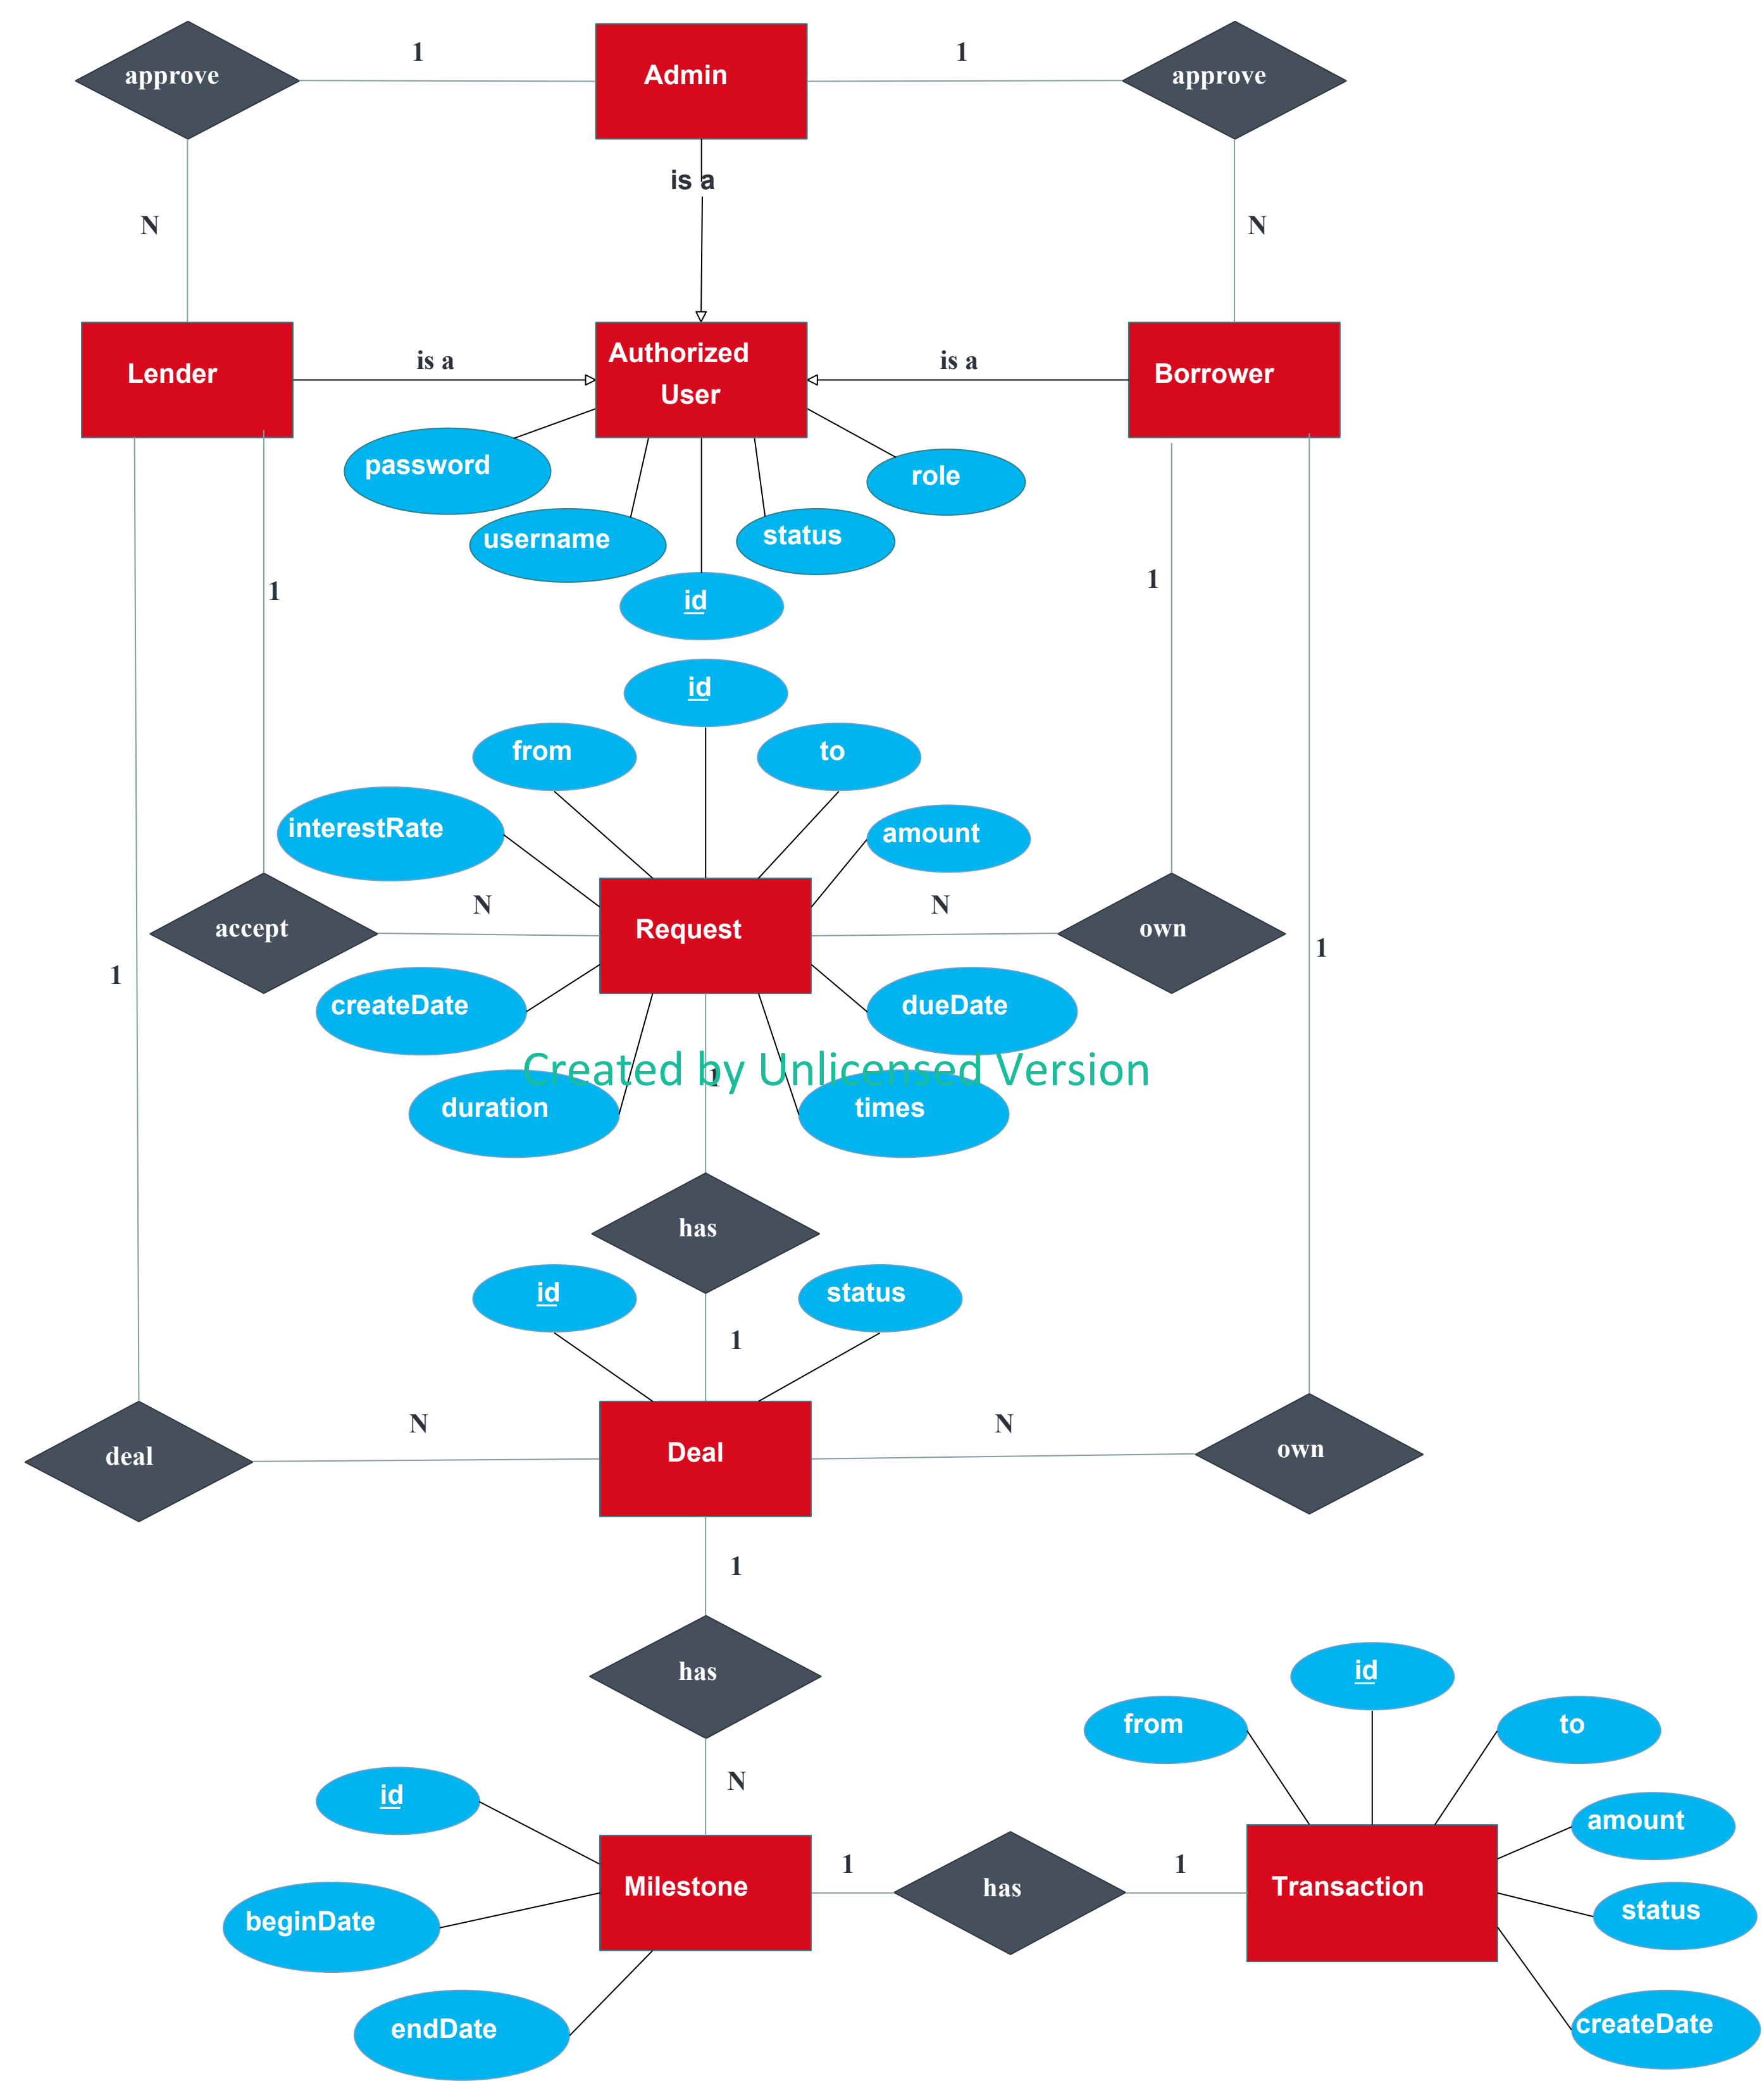 approve
1
Admin
1
approve
is a
N
N
Lender
is a
Authorized
User
is a
Borrower
password
role
username
status
1
id
1
id
from
to
interestRate
amount
accept
N
Request
N
own
1
1
createDate
dueDate
Created by Unlicensed Version
1
duration
times
has
id
status
1
deal
N
Deal
N
own
1
has
id
from
to
N
id
amount
Milestone
1
has
1
Transaction
status
beginDate
endDate
createDate